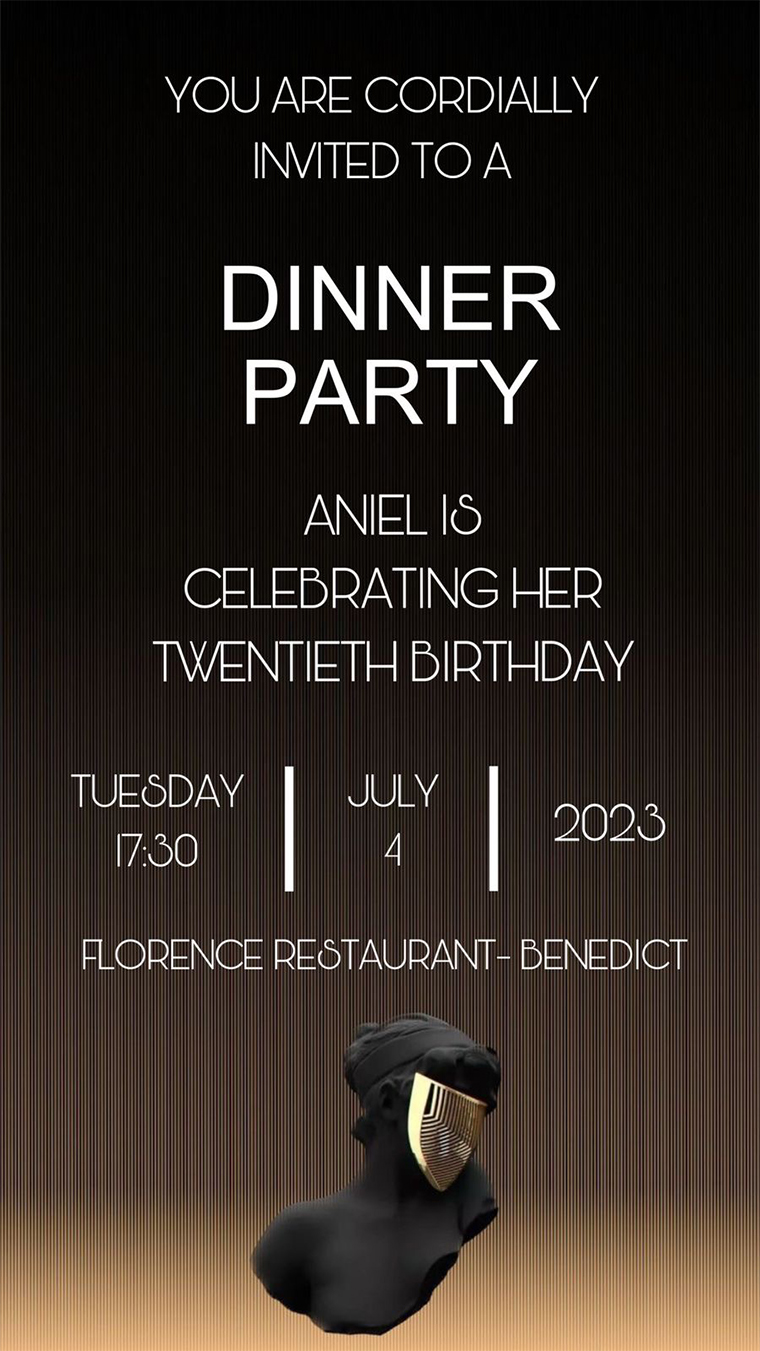 YOU ARE CORDIALLY
INVITED TO A
DINNER
PARTY
ANIEL IS
CELEBRATING HER
TWENTIETH BIRTHDAY
TUESDAY
17:30
JULY
4
2023
FLORENCE RESTAURANT- BENEDICT